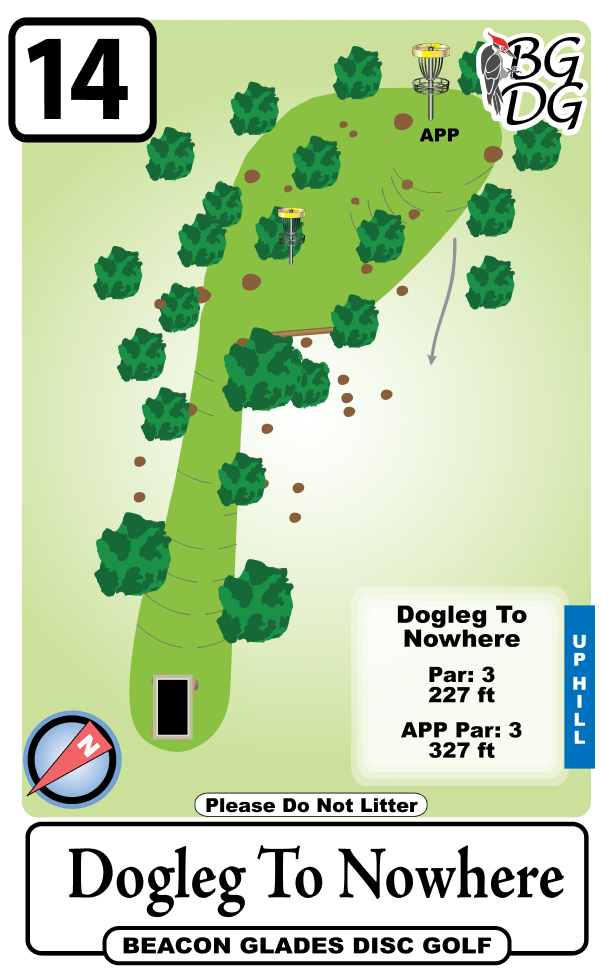 14
BG
DG
APP
Dogleg To
Nowhere
Par: 3
227 ft
APP Par: 3
327 ft
UP HILL
N
Please Do Not Litter
Dogleg To Nowhere
BEACON GLADES DISC GOLF